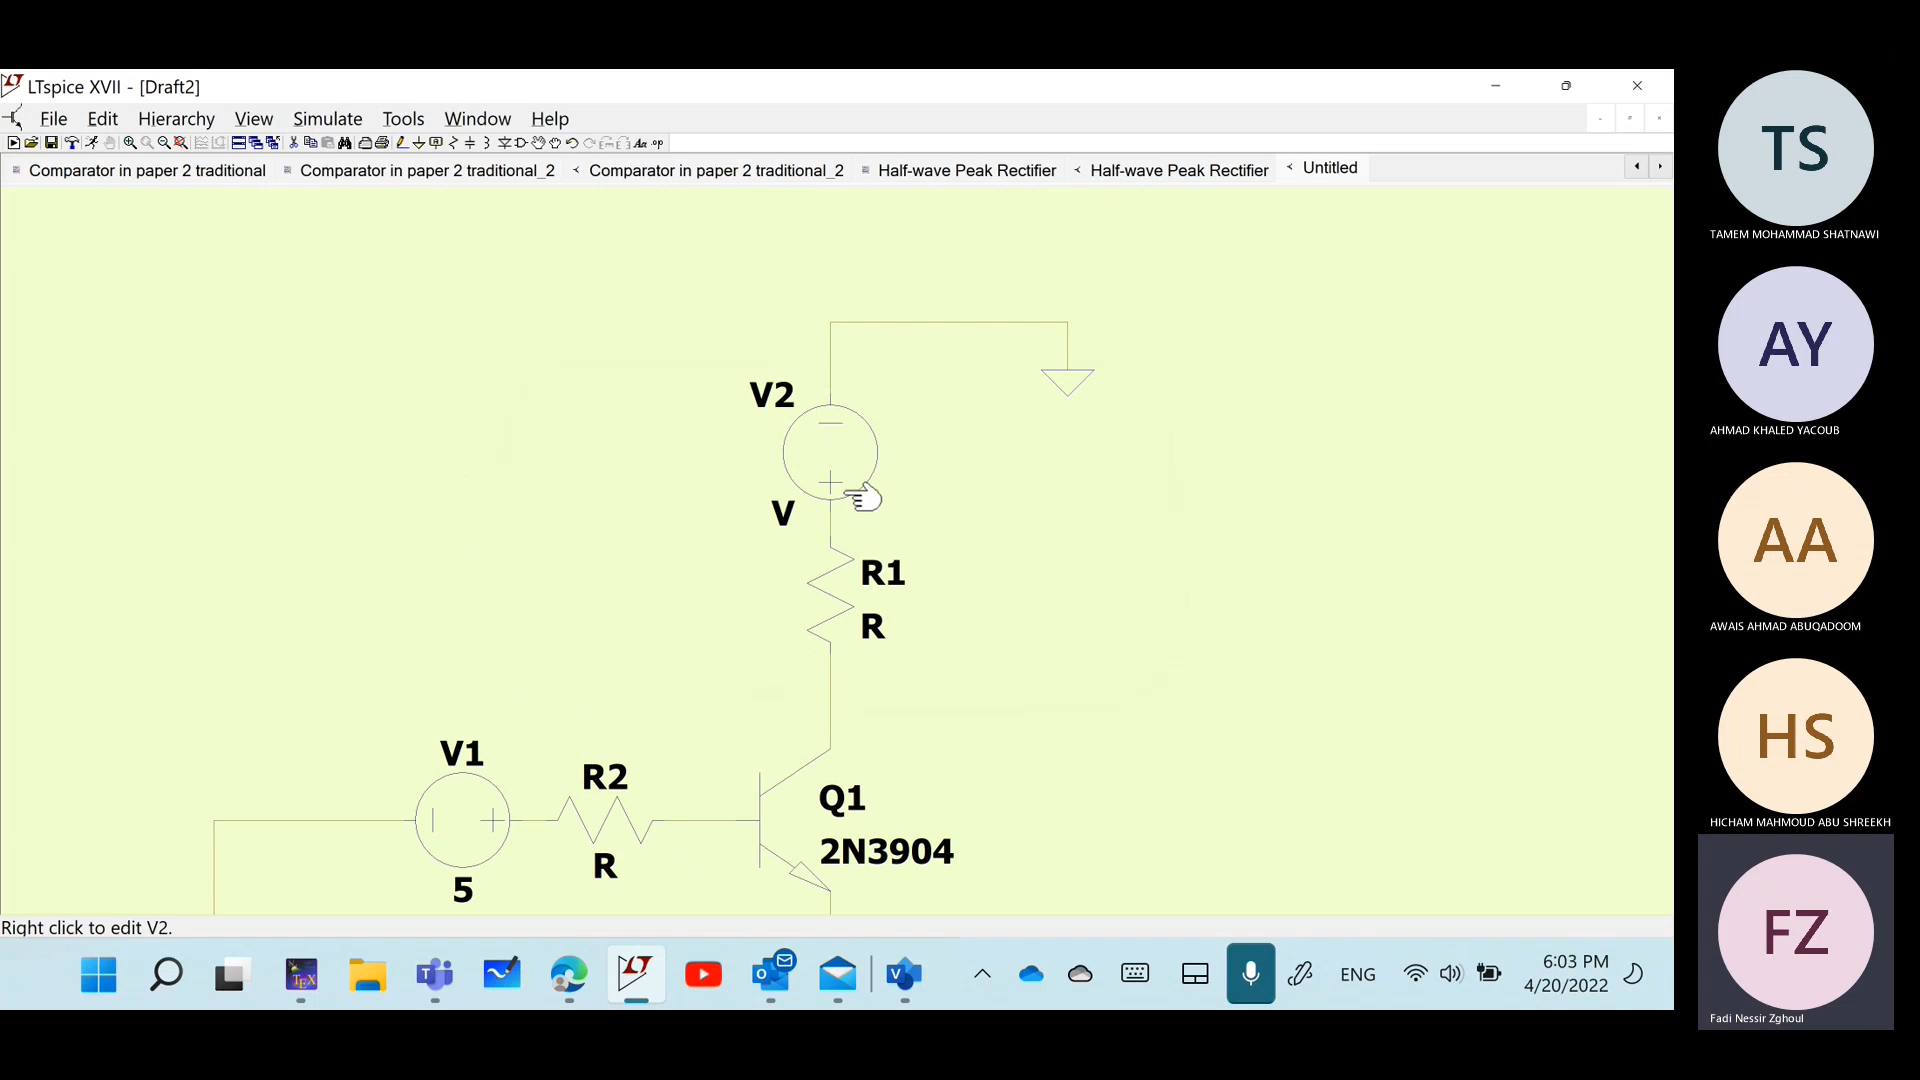 LTspice XVII - [Draft2]
File Edit Hierarchy View Simulate Tools Window Help
Comparator in paper 2 traditional Comparator in paper 2 traditional_2 Comparator in paper 2 traditional_2 Half-wave Peak Rectifier Half-wave Peak Rectifier Untitled
V2
V
R1
R
V1
R2
Q1
2N3904
R
5
Right click to edit V2.
ENG
6:03 PM
4/20/2022
TS
TAMEM MOHAMMAD SHATNAWI
AY
AHMAD KHALED YACOUB
AA
AWAIS AHMAD ABUQADOOM
HS
HICHAM MAHMOUD ABU SHREEKH
FZ
Fadi Nessir Zghoul